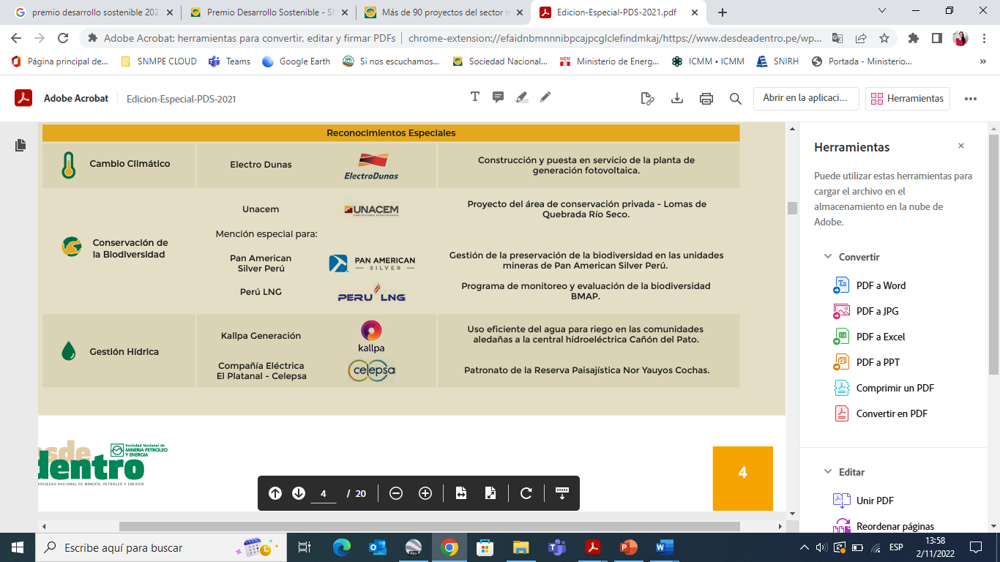 premio desarrollo sostenible 202
Premio Desarrollo Sostenible - SN
Más de 90 proyectos del sector m
Edicion-Especial-PDS-2021.pdf
Adobe Acrobat: herramientas para convertir, editar y firmar PDFs
chrome-extension://efaidnbmnnnibpcajpcglclefindmkaj/https://www.desdeadentro.pe/wp...
Página principal de...
SNMPE CLOUD
Teams
Google Earth
Si nos escuchamos...
Sociedad Nacional...
MEM
Ministerio de Energ...
ICMM • ICMM
SNIRH
Portada - Ministerio...
»
Adobe Acrobat
Edicion-Especial-PDS-2021
Abrir en la aplicaci...
Herramientas
Reconocimientos Especiales
Cambio Climático
Electro Dunas
ElectroDunas
Construcción y puesta en servicio de la planta de
generación fotovoltaica.
Conservación de
la Biodiversidad
Unacem
UNACEM
Proyecto del área de conservación privada - Lomas de
Quebrada Río Seco.
Mención especial para:
Pan American
Silver Perú
PAN AMERICAN
— SILVER —
Gestión de la preservación de la biodiversidad en las unidades
mineras de Pan American Silver Perú.
Perú LNG
PERU LNG
Programa de monitoreo y evaluación de la biodiversidad
BMAP.
Gestión Hídrica
Kallpa Generación
kallpa
Uso eficiente del agua para riego en las comunidades
aledañas a la central hidroeléctrica Cañón del Pato.
Compañía Eléctrica
El Platanal - Celepsa
celepsa
Patronato de la Reserva Paisajística Nor Yauyos Cochas.
esde
dentro
Sociedad Nacional de
MINERIA PETROLEO
Y ENERGIA
SOCIEDAD NACIONAL DE MINERÍA, PETRÓLEO Y ENERGÍA
4
4 / 20
Herramientas
Puede utilizar estas herramientas para
cargar el archivo en el
almacenamiento en la nube de
Adobe.
Convertir
PDF a Word
PDF a JPG
PDF a Excel
PDF a PPT
Comprimir un PDF
Convertir en PDF
Editar
Unir PDF
Reordenar páginas
Escribe aquí para buscar
Pro
ESP
13:58
2/11/2022